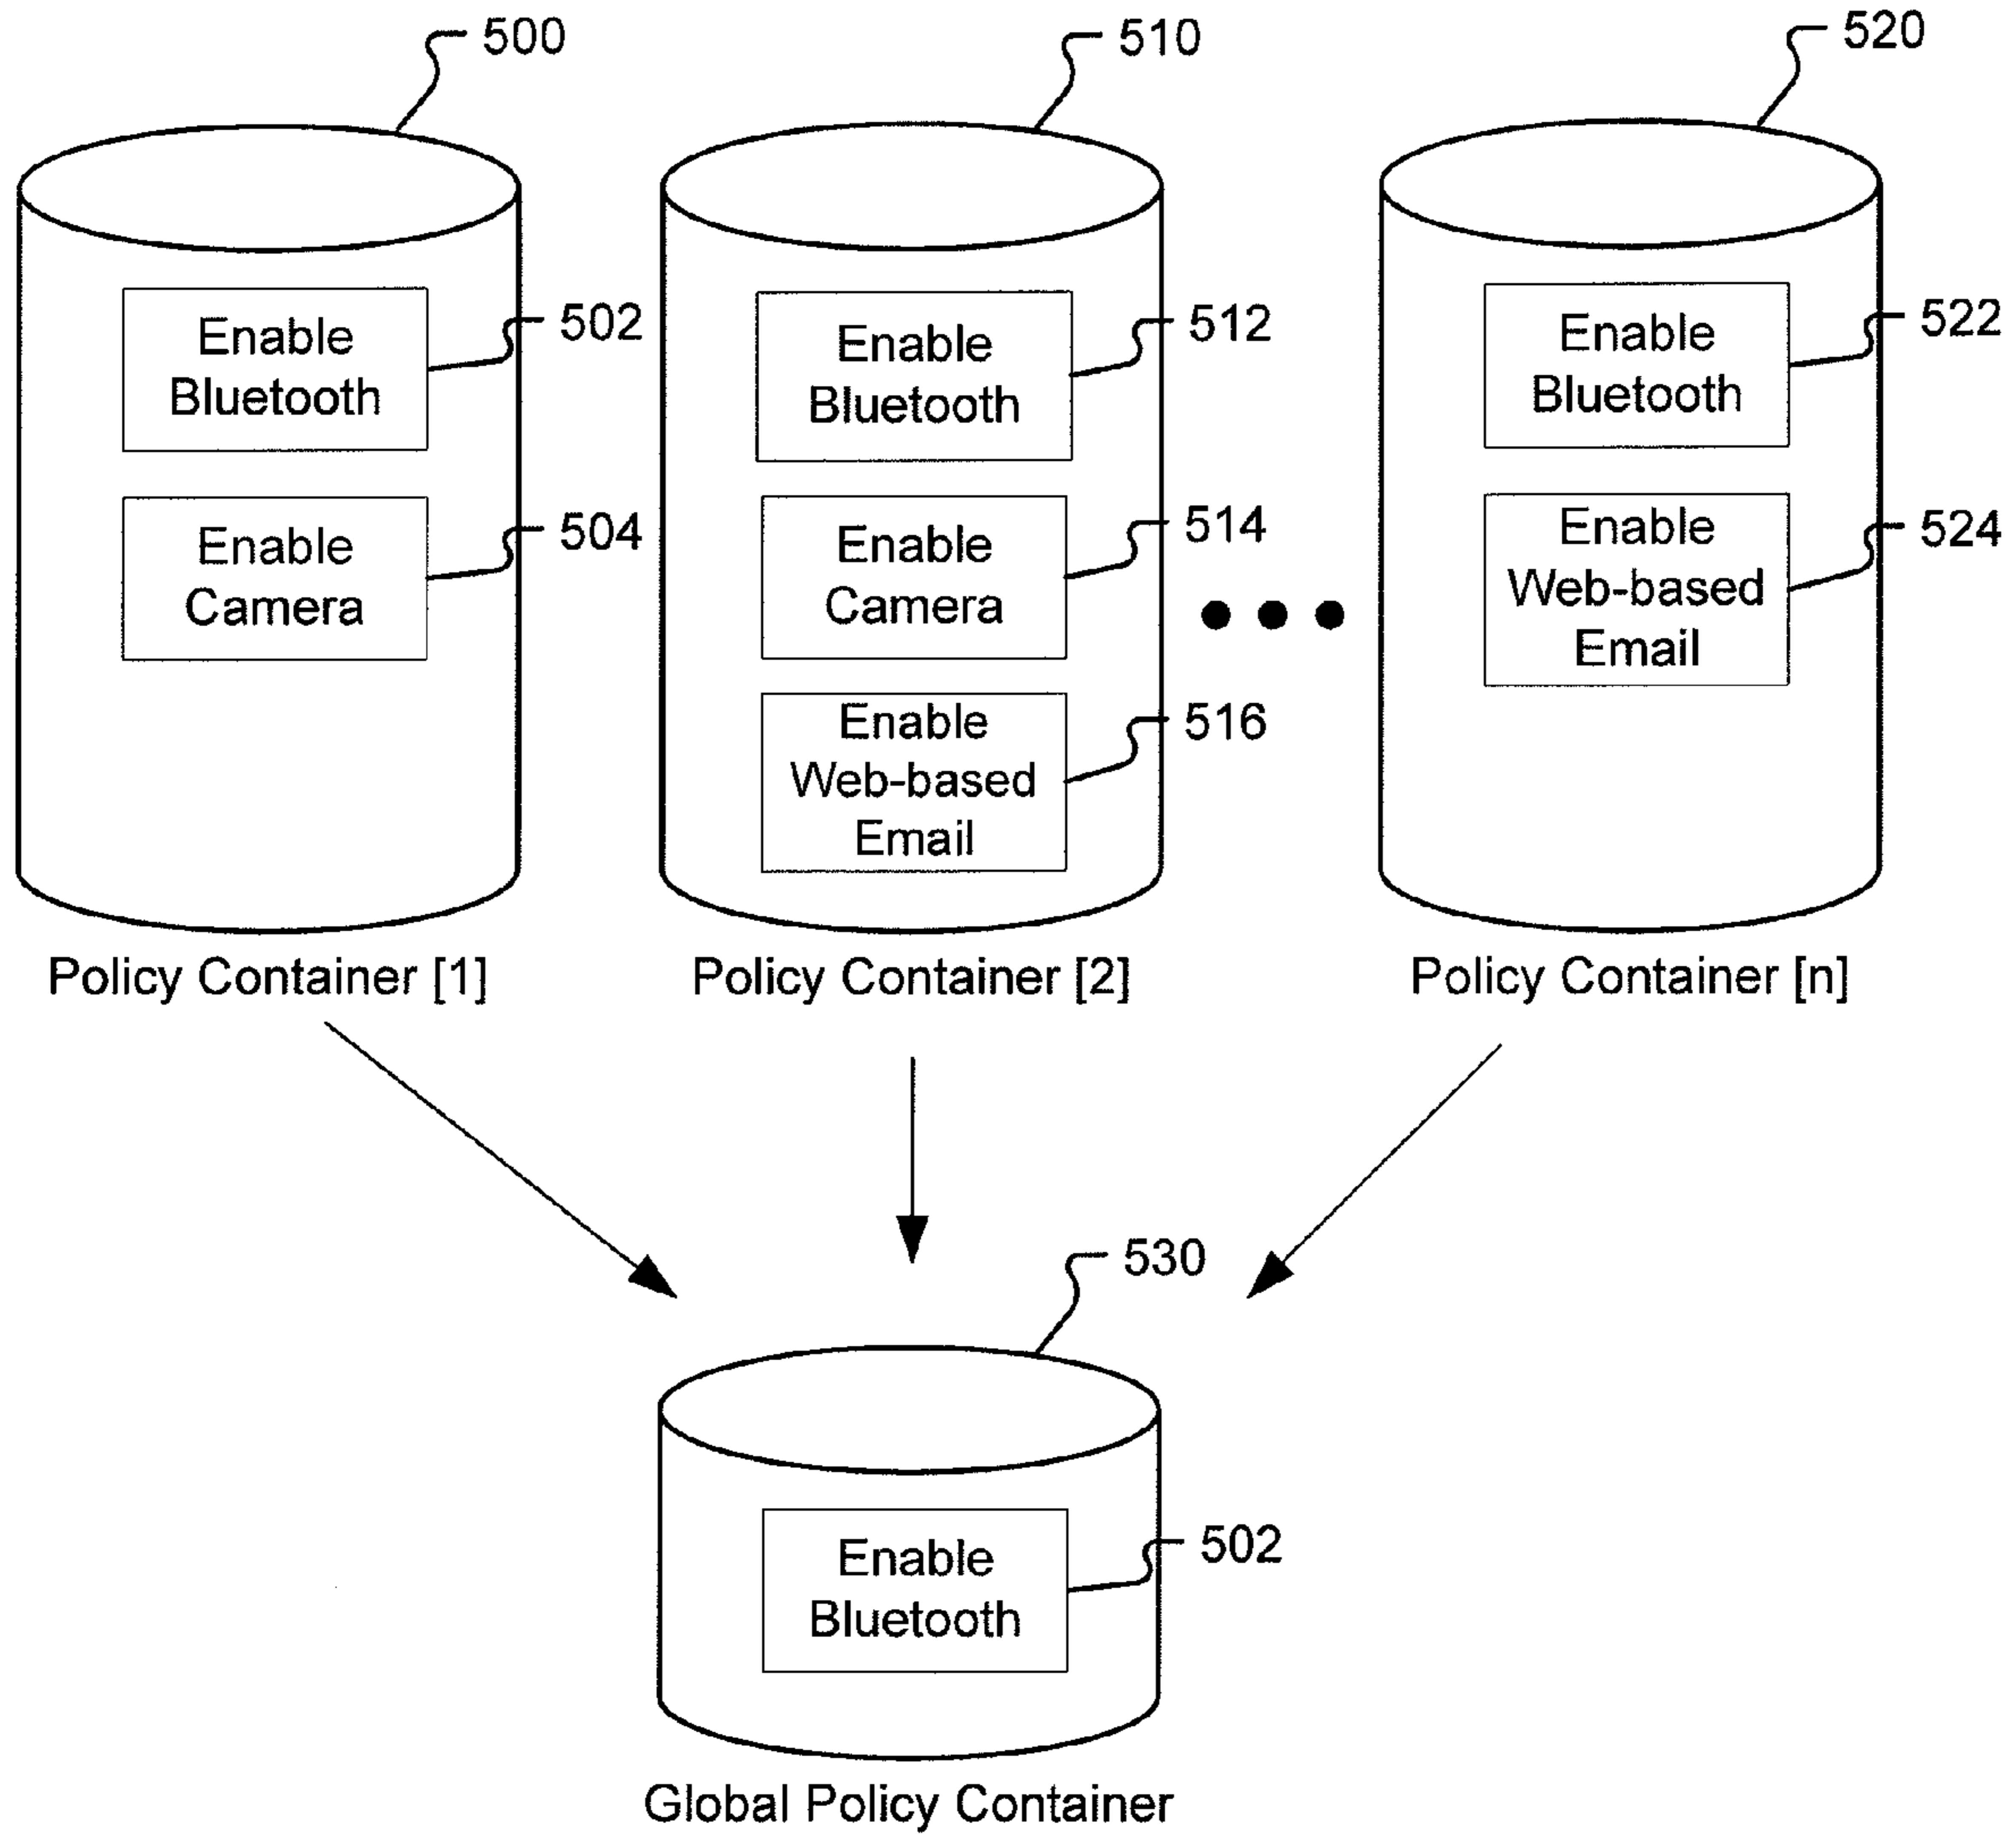 500
510
520
Enable
Bluetooth
502
Enable
Camera
504
Enable
Bluetooth
512
Enable
Camera
514
Enable
Web-based
Email
516
Enable
Bluetooth
522
Enable
Web-based
Email
524
Policy Container [1]
Policy Container [2]
Policy Container [n]
530
Enable
Bluetooth
502
Global Policy Container